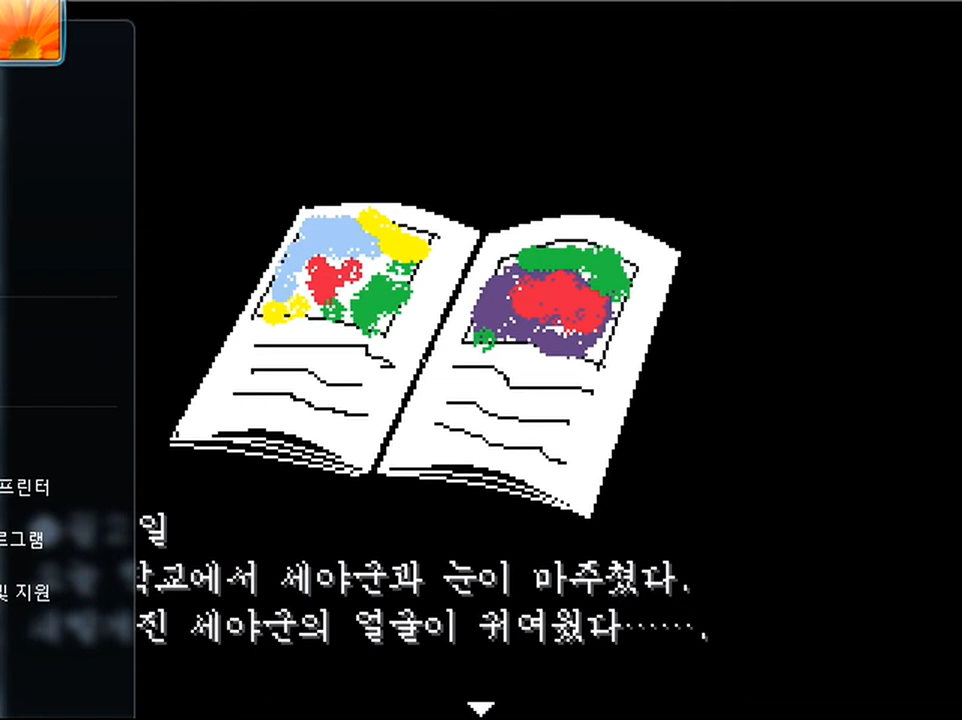 프린터
로그램
및 지원
일
학교에서 세야군과 눈이 마주쳤다.
세야군의 얼굴이 귀여웠다…….